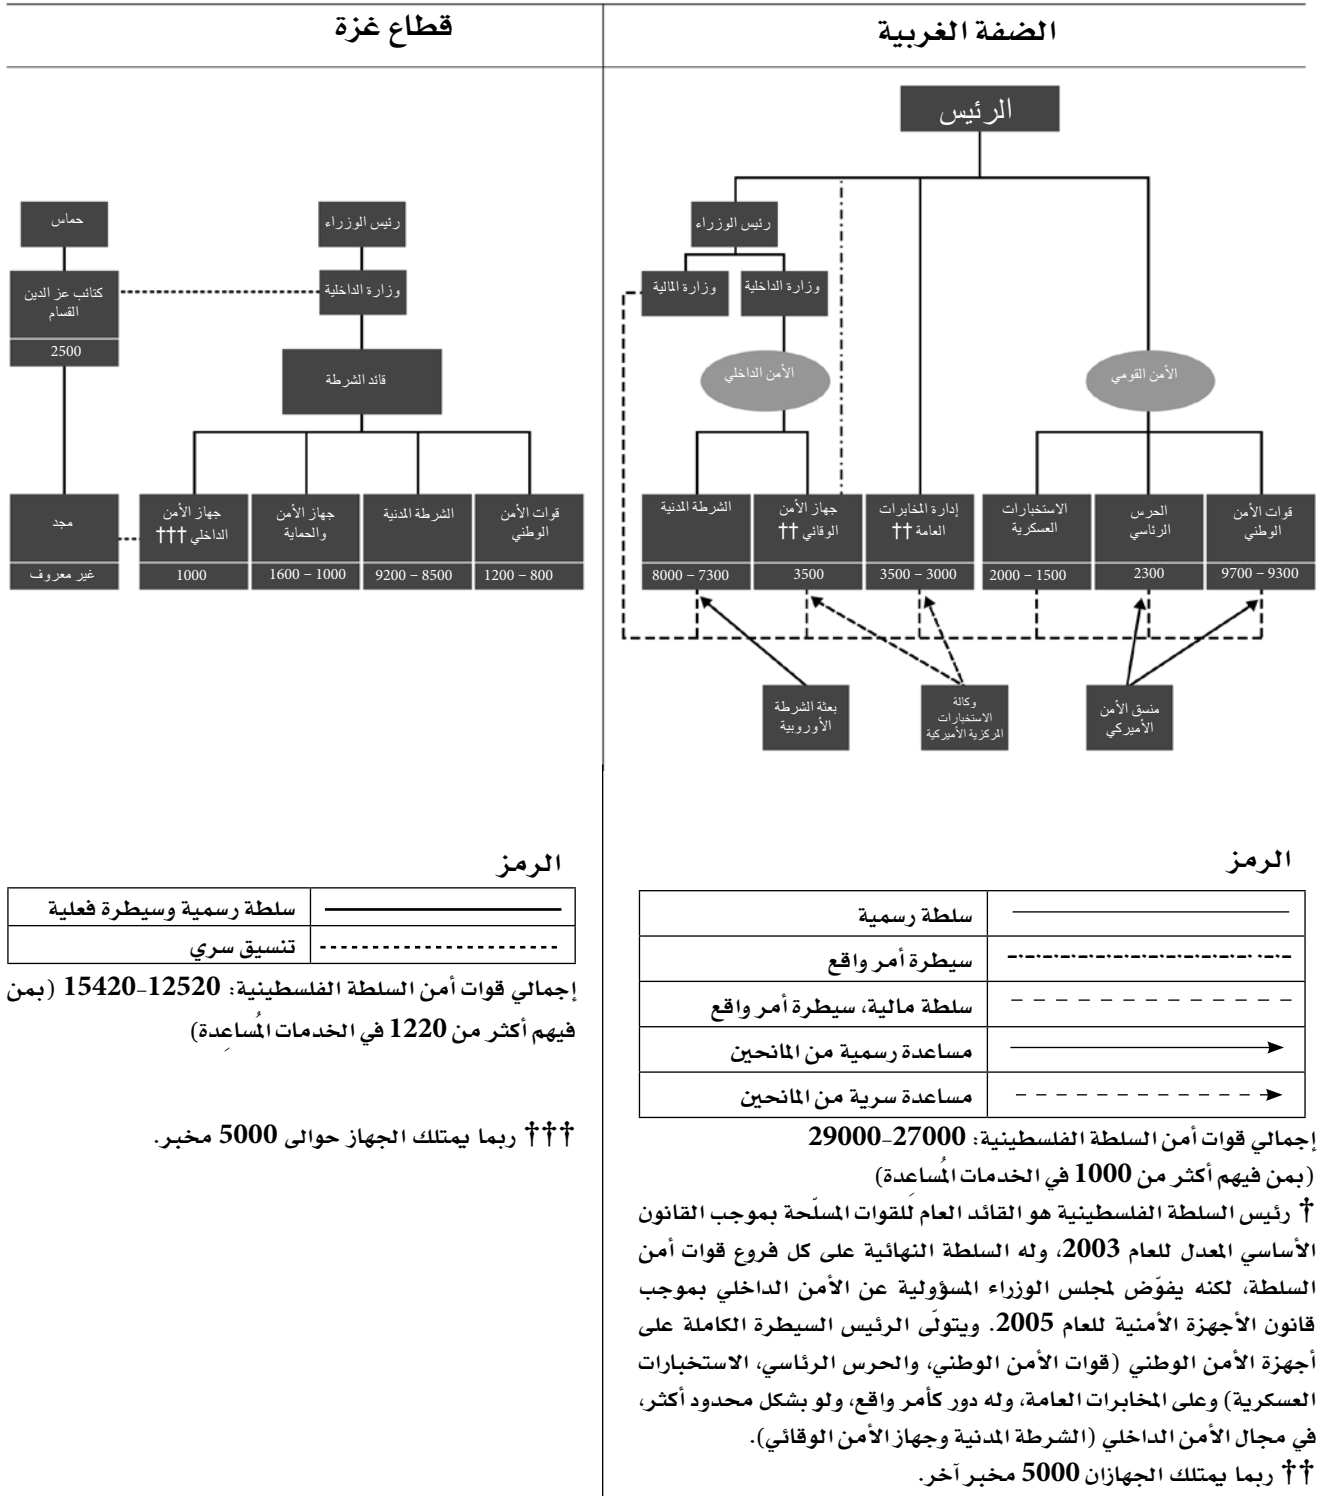 الضفة الغربية
الرئيس
رئيس الوزراء
وزارة الداخلية
وزارة المالية
الأمن القومي
الأمن الداخلي
قوات الأمن
الوطني
9300 – 9700
الحرس
الرئاسي
2300
الاستخبارات
العسكرية
1500 – 2000
إدارة المخابرات
العامة ††
3000 – 3500
جهاز الأمن
الوقائي ††
3500
الشرطة المدنية
7300 – 8000
منسق الأمن
الأميركي
وكالة
الاستخبارات
المركزية الأميركية
بعثة الشرطة
الأوروبية
الرمز
سلطة رسمية
سيطرة أمر واقع
سلطة مالية، سيطرة أمر واقع
مساعدة رسمية من المانحين
مساعدة سرية من المانحين
إجمالي قوات أمن السلطة الفلسطينية: 27000-29000
(بمن فيهم أكثر من 1000 في الخدمات المُساعِدة)
† رئيس السلطة الفلسطينية هو القائد العام للقوات المسلّحة بموجب القانون
الأساسي المعدل للعام 2003، وله السلطة النهائية على كل فروع قوات أمن
السلطة، لكنه يفوّض لمجلس الوزراء المسؤولية عن الأمن الداخلي بموجب
قانون الأجهزة الأمنية للعام 2005. ويتولّى الرئيس السيطرة الكاملة على
أجهزة الأمن الوطني (قوات الأمن الوطني، والحرس الرئاسي، الاستخبارات
العسكرية) وعلى المخابرات العامة، وله دور كأمر واقع، ولو بشكل محدود أكثر،
في مجال الأمن الداخلي (الشرطة المدنية وجهاز الأمن الوقائي).
†† ربما يمتلك الجهازان 5000 مخبر آخر.
قطاع غزة
رئيس الوزراء
حماس
وزارة الداخلية
كتائب عز الدين
القسام
2500
قائد الشرطة
قوات الأمن
الوطني
800 – 1200
الشرطة المدنية
8500 – 9200
جهاز الأمن
والحماية
1000 – 1600
جهاز الأمن
الداخلي †††
1000
مجد
غير معروف
الرمز
سلطة رسمية وسيطرة فعلية
تنسيق سري
إجمالي قوات أمن السلطة الفلسطينية: 12520-15420 (بمن
فيهم أكثر من 1220 في الخدمات المُساعِدة)
††† ربما يمتلك الجهاز حوالى 5000 مخبر.